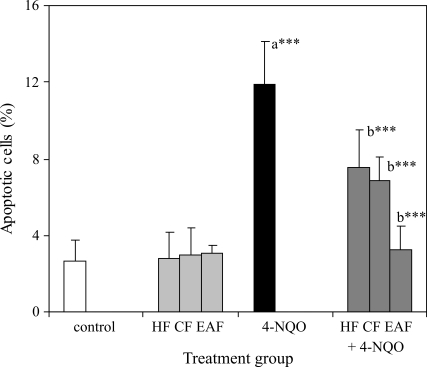 16
a***
12
b***
8
b***
b***
4
0
Apoptotic cells (%)
control HF CF EAF 4-NQO HF CF EAF
+ 4-NQO
Treatment group